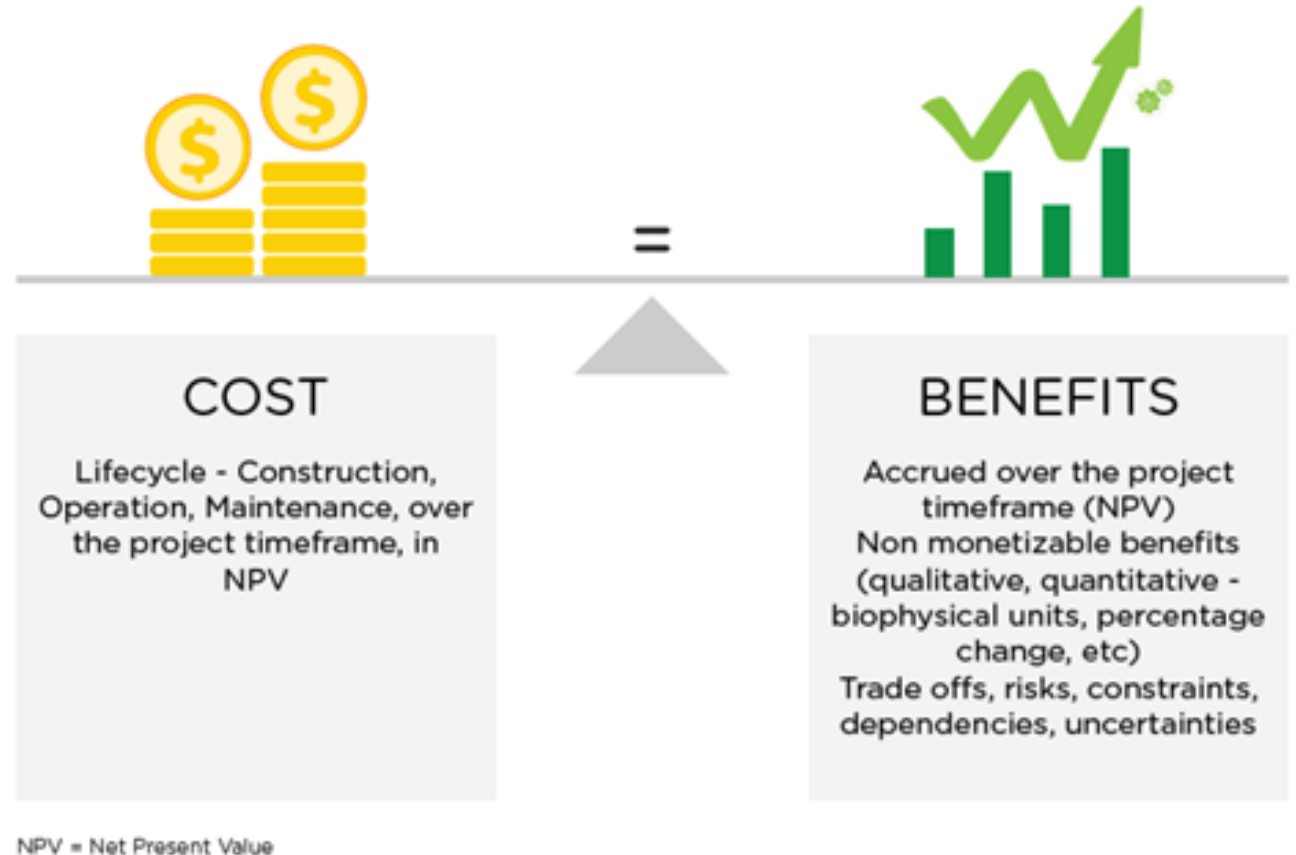 $
$
=
COST
Lifecycle - Construction,
Operation, Maintenance, over
the project timeframe, in
NPV
BENEFITS
Accrued over the project
timeframe (NPV)
Non monetizable benefits
(qualitative, quantitative -
biophysical units, percentage
change, etc)
Trade offs, risks, constraints,
dependencies, uncertainties
NPV = Net Present Value